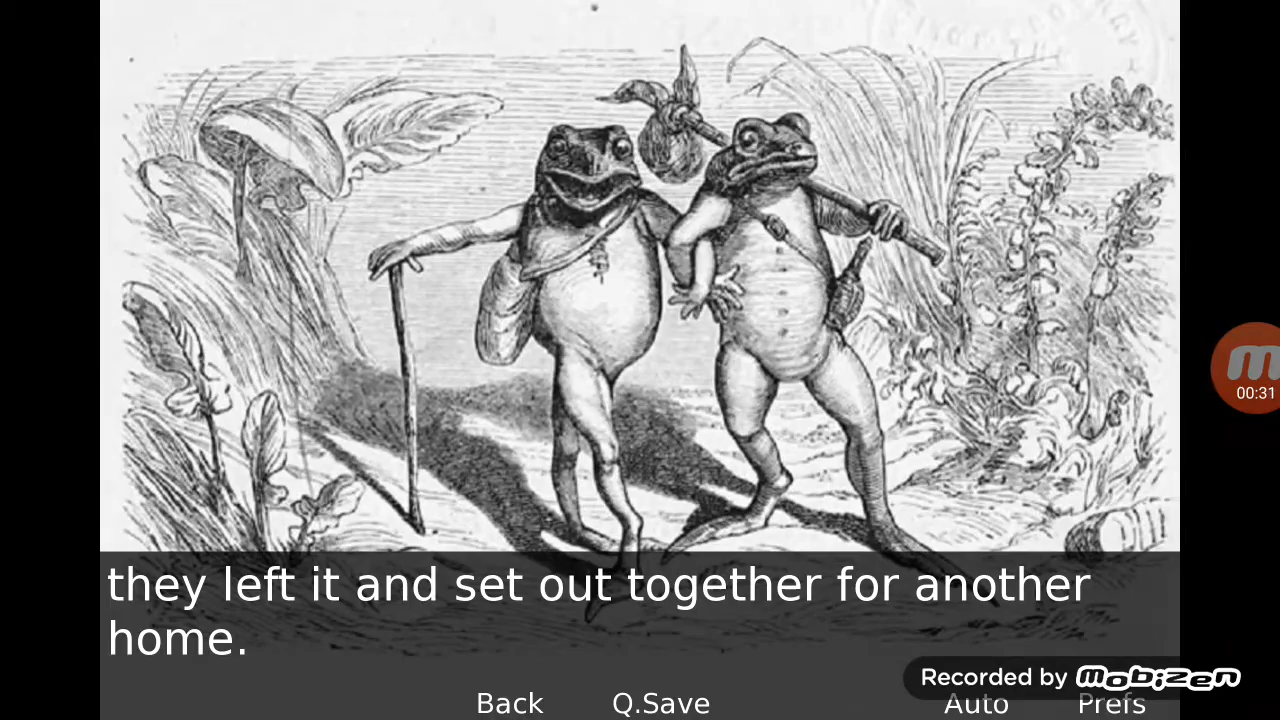 they left it and set out together for another
home.
00:31
Recorded by mobizen
Back Q.Save Auto Prefs